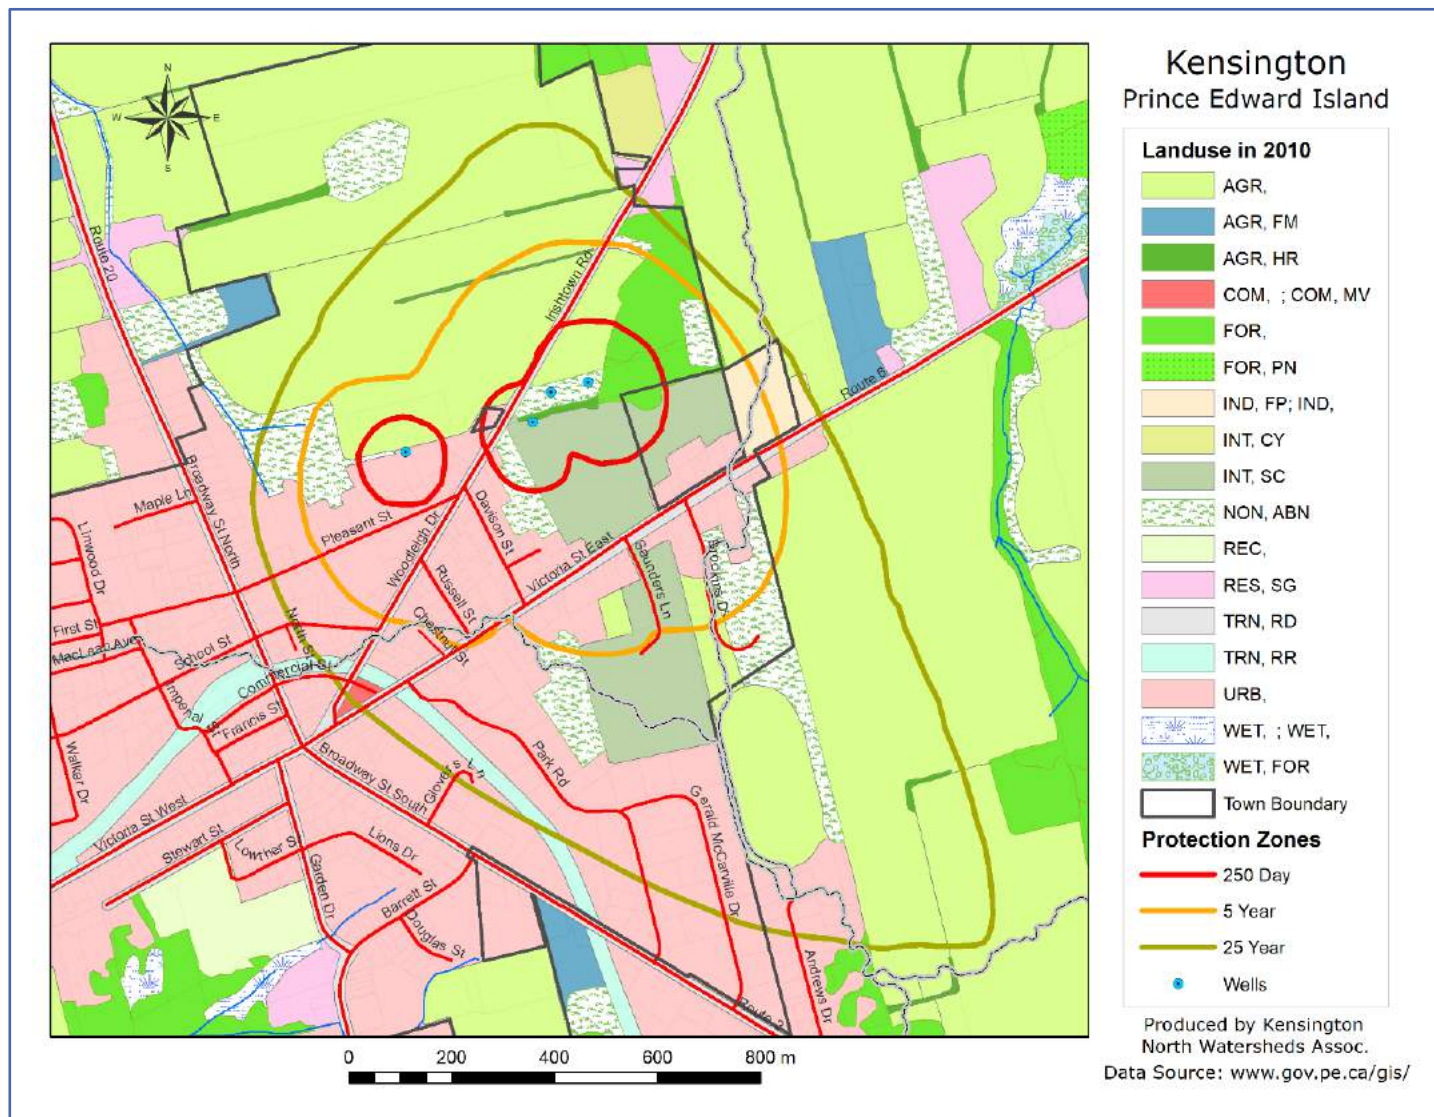 Kensington
Prince Edward Island
Landuse in 2010
AGR,
AGR, FM
AGR, HR
COM, ; COM, MV
FOR,
FOR, PN
IND, FP; IND,
INT, CY
INT, SC
NON, ABN
REC,
RES, SG
TRN, RD
TRN, RR
URB,
WET, ; WET,
WET, FOR
Town Boundary
Protection Zones
250 Day
5 Year
25 Year
Wells
Produced by Kensington
North Watersheds Assoc.
Data Source: www.gov.pe.ca/gis/
N
W
E
S
Route 20
Irishtown Rd
Route 6
Broadway St North
Maple Ln
Linwood Dr
Pleasant St
Woodleigh Dr
Davison St
Russell St
Victoria St East
Saunders Ln
Brookins Dr
Chestnut St
North St
First St
MacLean Ave
School St
Commercial St
Imperial St
Francis St
Walker Dr
Broadway St South
Glover's Ln
Park Rd
Gerald McCarville Dr
Victoria St West
Stewart St
Lowther St
Lions Dr
Garden Dr
Barrett St
Douglas St
Andrews Dr
Route 2
0 200 400 600 800 m